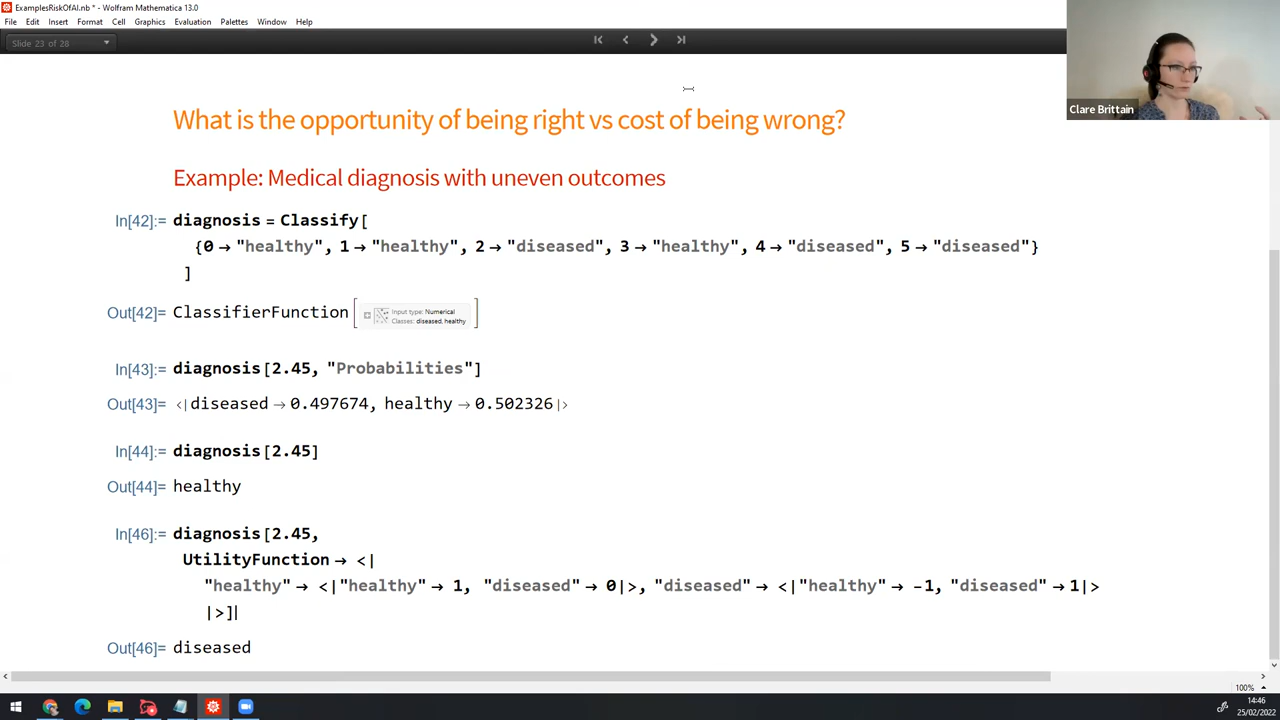 ExamplesRiskOfAI.nb * - Wolfram Mathematica 13.0
File Edit Insert Format Cell Graphics Evaluation Palettes Window Help
Slide 23 of 28
Clare Brittain
What is the opportunity of being right vs cost of being wrong?
Example: Medical diagnosis with uneven outcomes
In[42]:= diagnosis = Classify[
{0 → "healthy", 1 → "healthy", 2 → "diseased", 3 → "healthy", 4 → "diseased", 5 → "diseased"}
]
Out[42]= ClassifierFunction[
Input type: Numerical
Classes: diseased, healthy
]
In[43]:= diagnosis[2.45, "Probabilities"]
Out[43]= <|diseased → 0.497674, healthy → 0.502326|>
In[44]:= diagnosis[2.45]
Out[44]= healthy
In[46]:= diagnosis[2.45,
UtilityFunction → <|
"healthy" → <|"healthy" → 1, "diseased" → 0|>, "diseased" → <|"healthy" → -1, "diseased" → 1|>
|>]
Out[46]= diseased
100%
14:46
25/02/2022